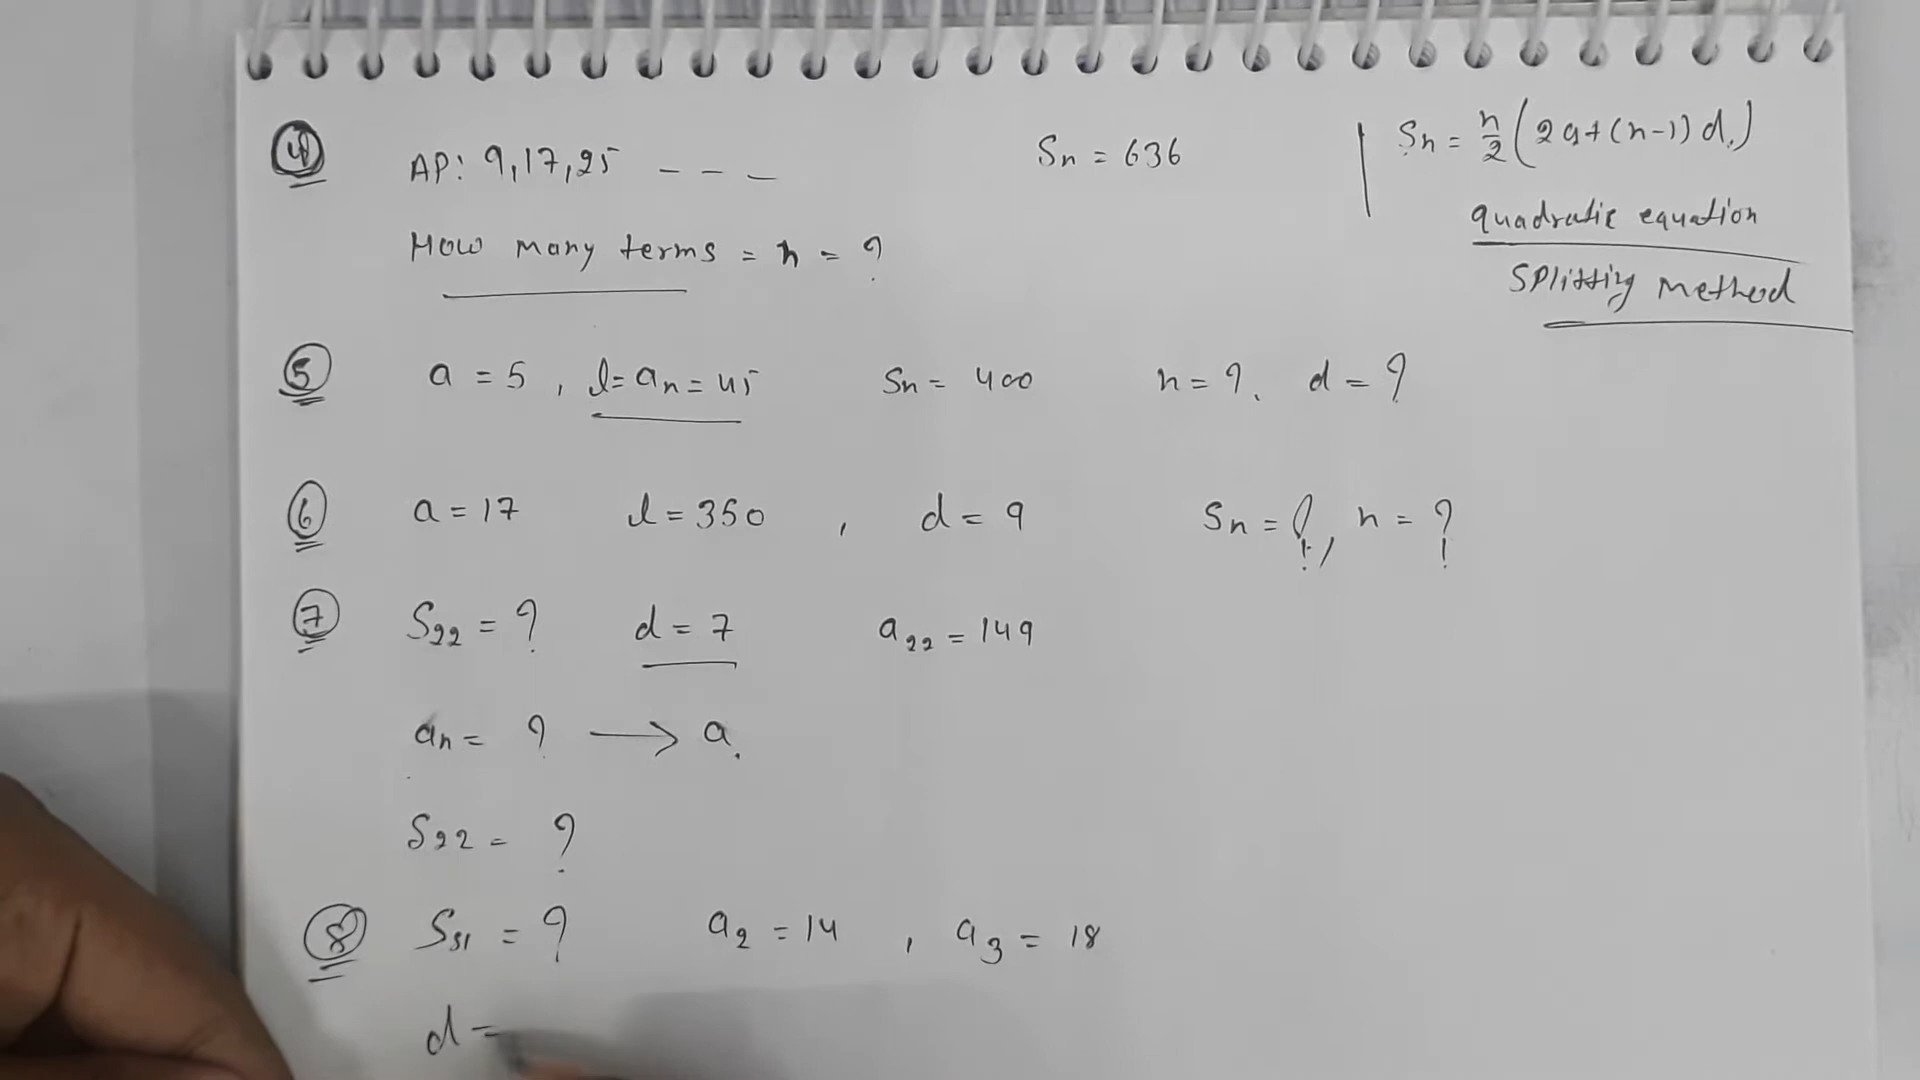 4 AP: 9,17,25 - - - Sn = 636 Sn = n/2 (2a+(n-1)d.)
quadratic equation
How many terms = n = ?
Splitting Method
5 a = 5 , l = an = 45 Sn = 400 n = ?. d = ?
6 a = 17 l = 350 , d = 9 Sn = ?, n = ?
7 S22 = ? d = 7 a22 = 149
an = ? → a.
S22 = ?
8 S51 = ? a2 = 14 , a3 = 18
d =